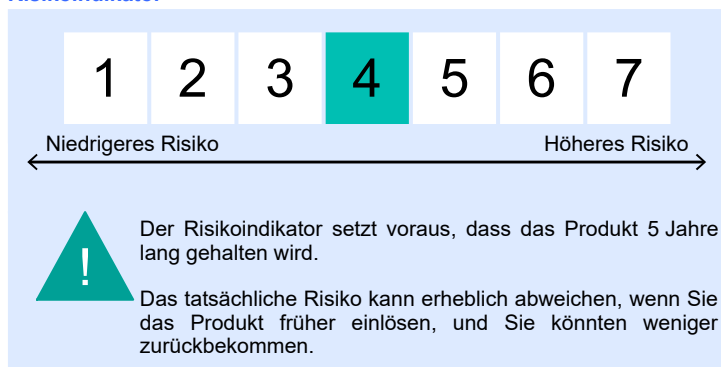 Risikoindikator
1 2 3 4 5 6 7
Niedrigeres Risiko Höheres Risiko
Der Risikoindikator setzt voraus, dass das Produkt 5 Jahre
lang gehalten wird.
!
Das tatsächliche Risiko kann erheblich abweichen, wenn Sie
das Produkt früher einlösen, und Sie könnten weniger
zurückbekommen.